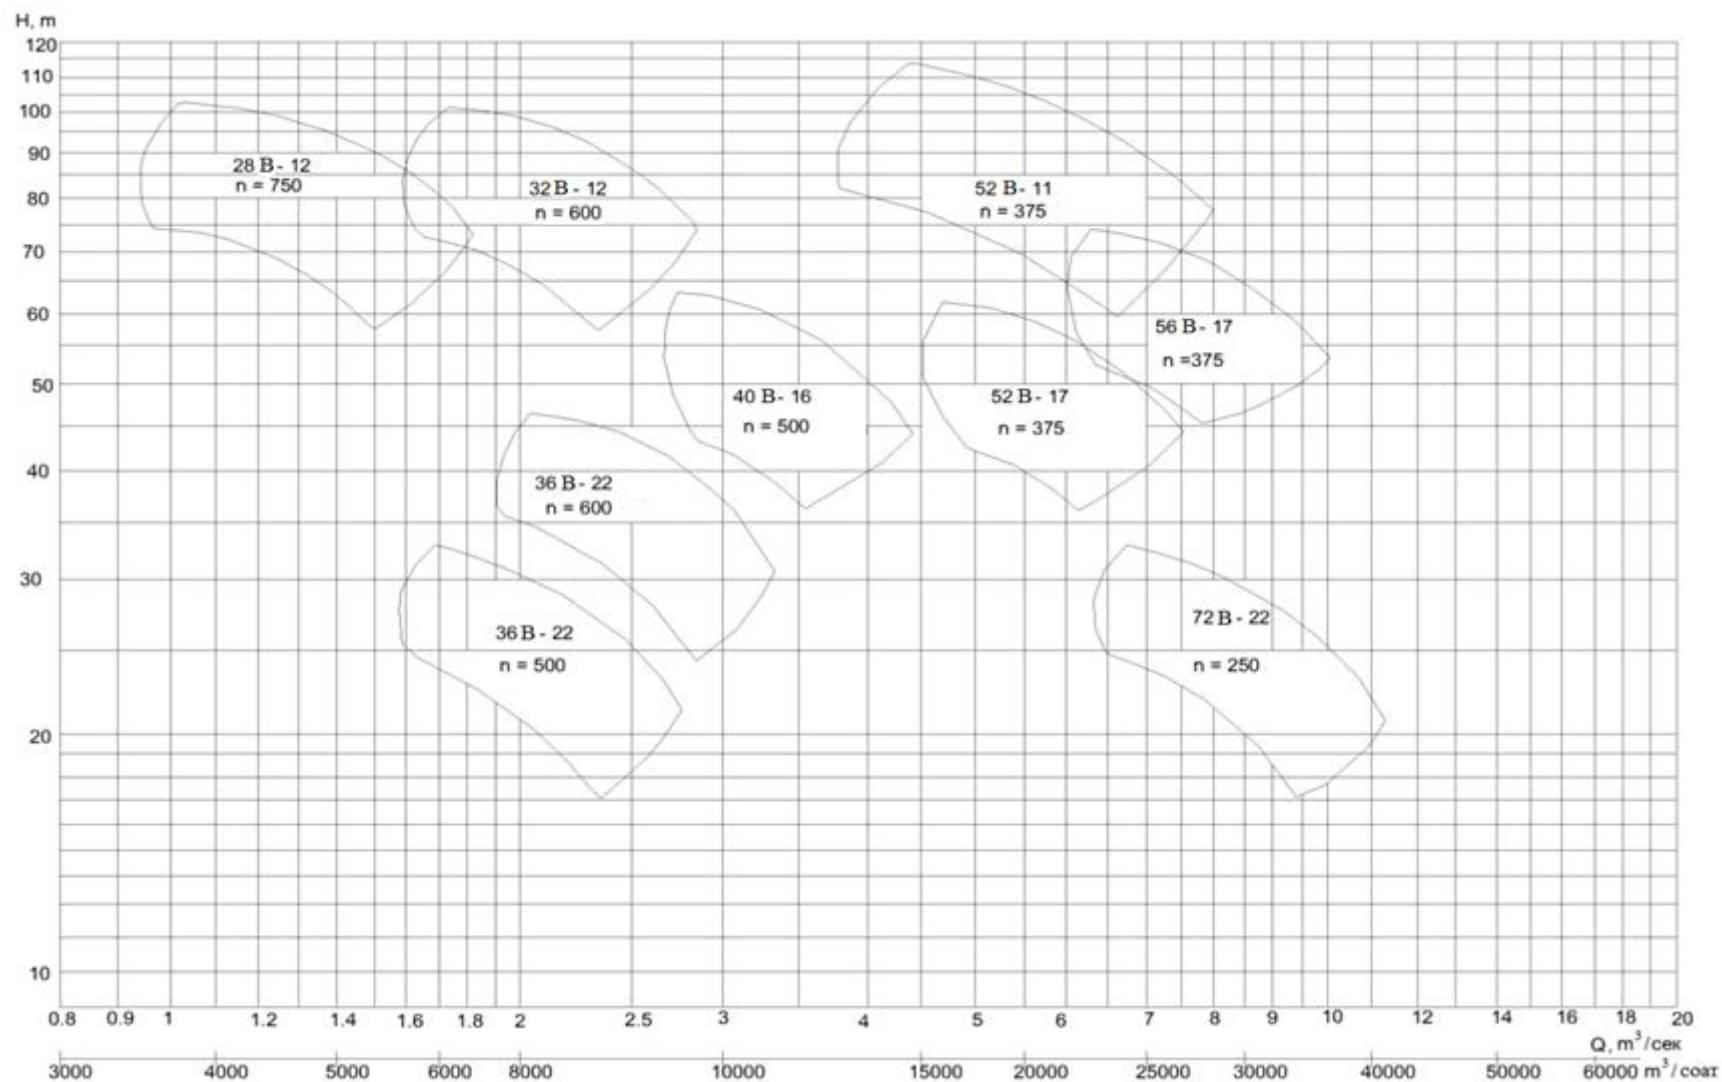 H, m
120
110
100
90
80
70
60
50
40
30
20
10
28 B - 12
n = 750
32 B - 12
n = 600
52 B - 11
n = 375
56 B - 17
n =375
40 B - 16
n = 500
52 B - 17
n = 375
36 B - 22
n = 600
36 B - 22
n = 500
72 B - 22
n = 250
0.8 0.9 1 1.2 1.4 1.6 1.8 2 2.5 3 4 5 6 7 8 9 10 12 14 16 18 20
Q, m³/сек
3000 4000 5000 6000 8000 10000 15000 20000 30000 40000 50000 60000 m³/соат